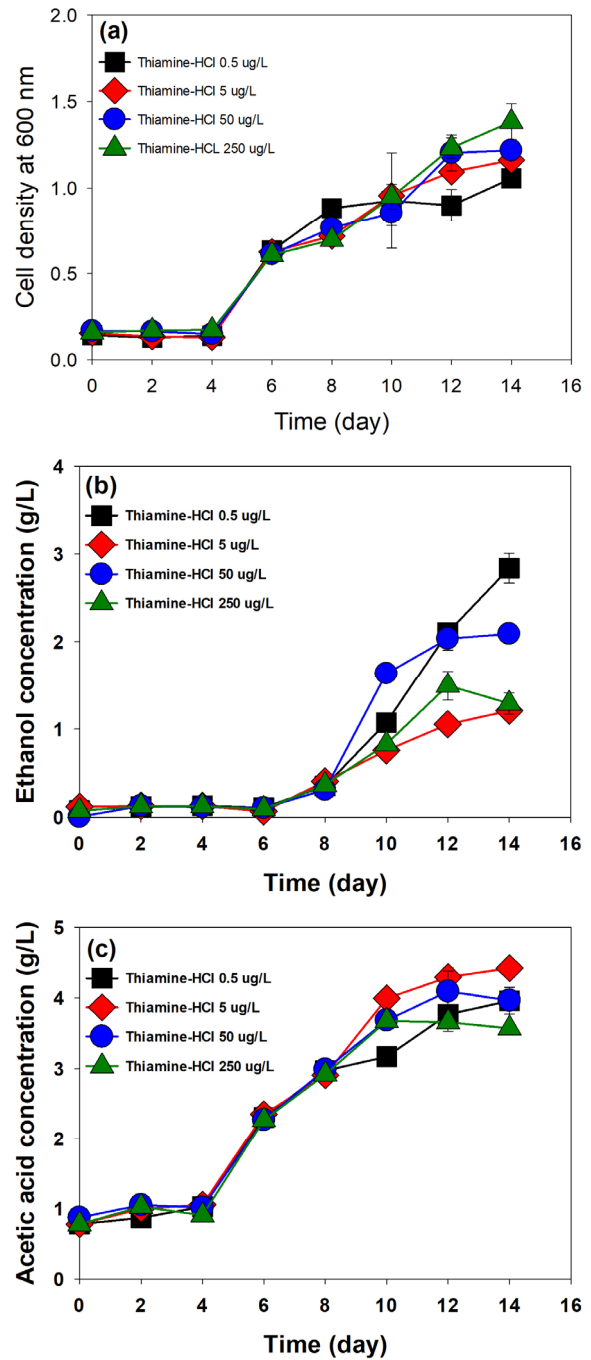 (a)
Thiamine-HCl 0.5 ug/L
Thiamine-HCl 5 ug/L
Thiamine-HCl 50 ug/L
Thiamine-HCL 250 ug/L
Cell density at 600 nm
2.0
1.5
1.0
0.5
0.0
0 2 4 6 8 10 12 14 16
Time (day)
(b)
Thiamine-HCl 0.5 ug/L
Thiamine-HCl 5 ug/L
Thiamine-HCl 50 ug/L
Thiamine-HCl 250 ug/L
Ethanol concentration (g/L)
4
3
2
1
0
0 2 4 6 8 10 12 14 16
Time (day)
(c)
Thiamine-HCl 0.5 ug/L
Thiamine-HCl 5 ug/L
Thiamine-HCl 50 ug/L
Thiamine-HCl 250 ug/L
Acetic acid concentration (g/L)
5
4
3
2
1
0
0 2 4 6 8 10 12 14 16
Time (day)